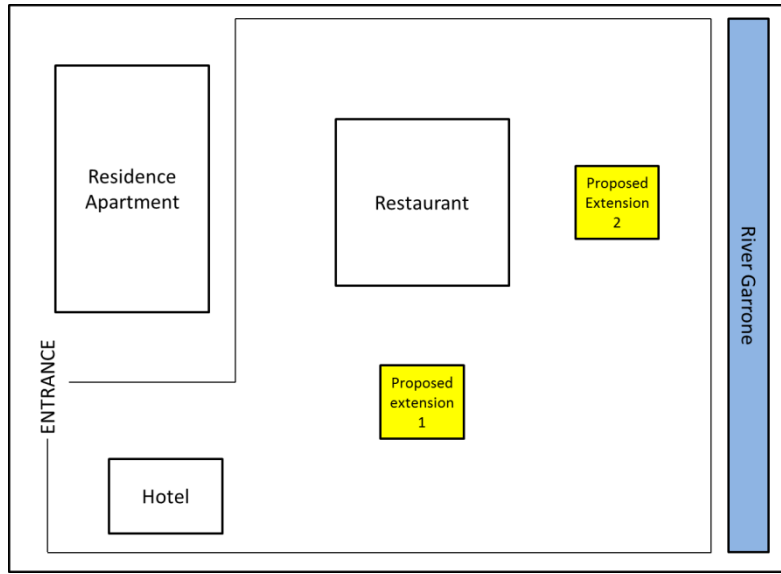 Residence
Apartment
Restaurant
Proposed
Extension
2
River Garrone
ENTRANCE
Proposed
extension
1
Hotel